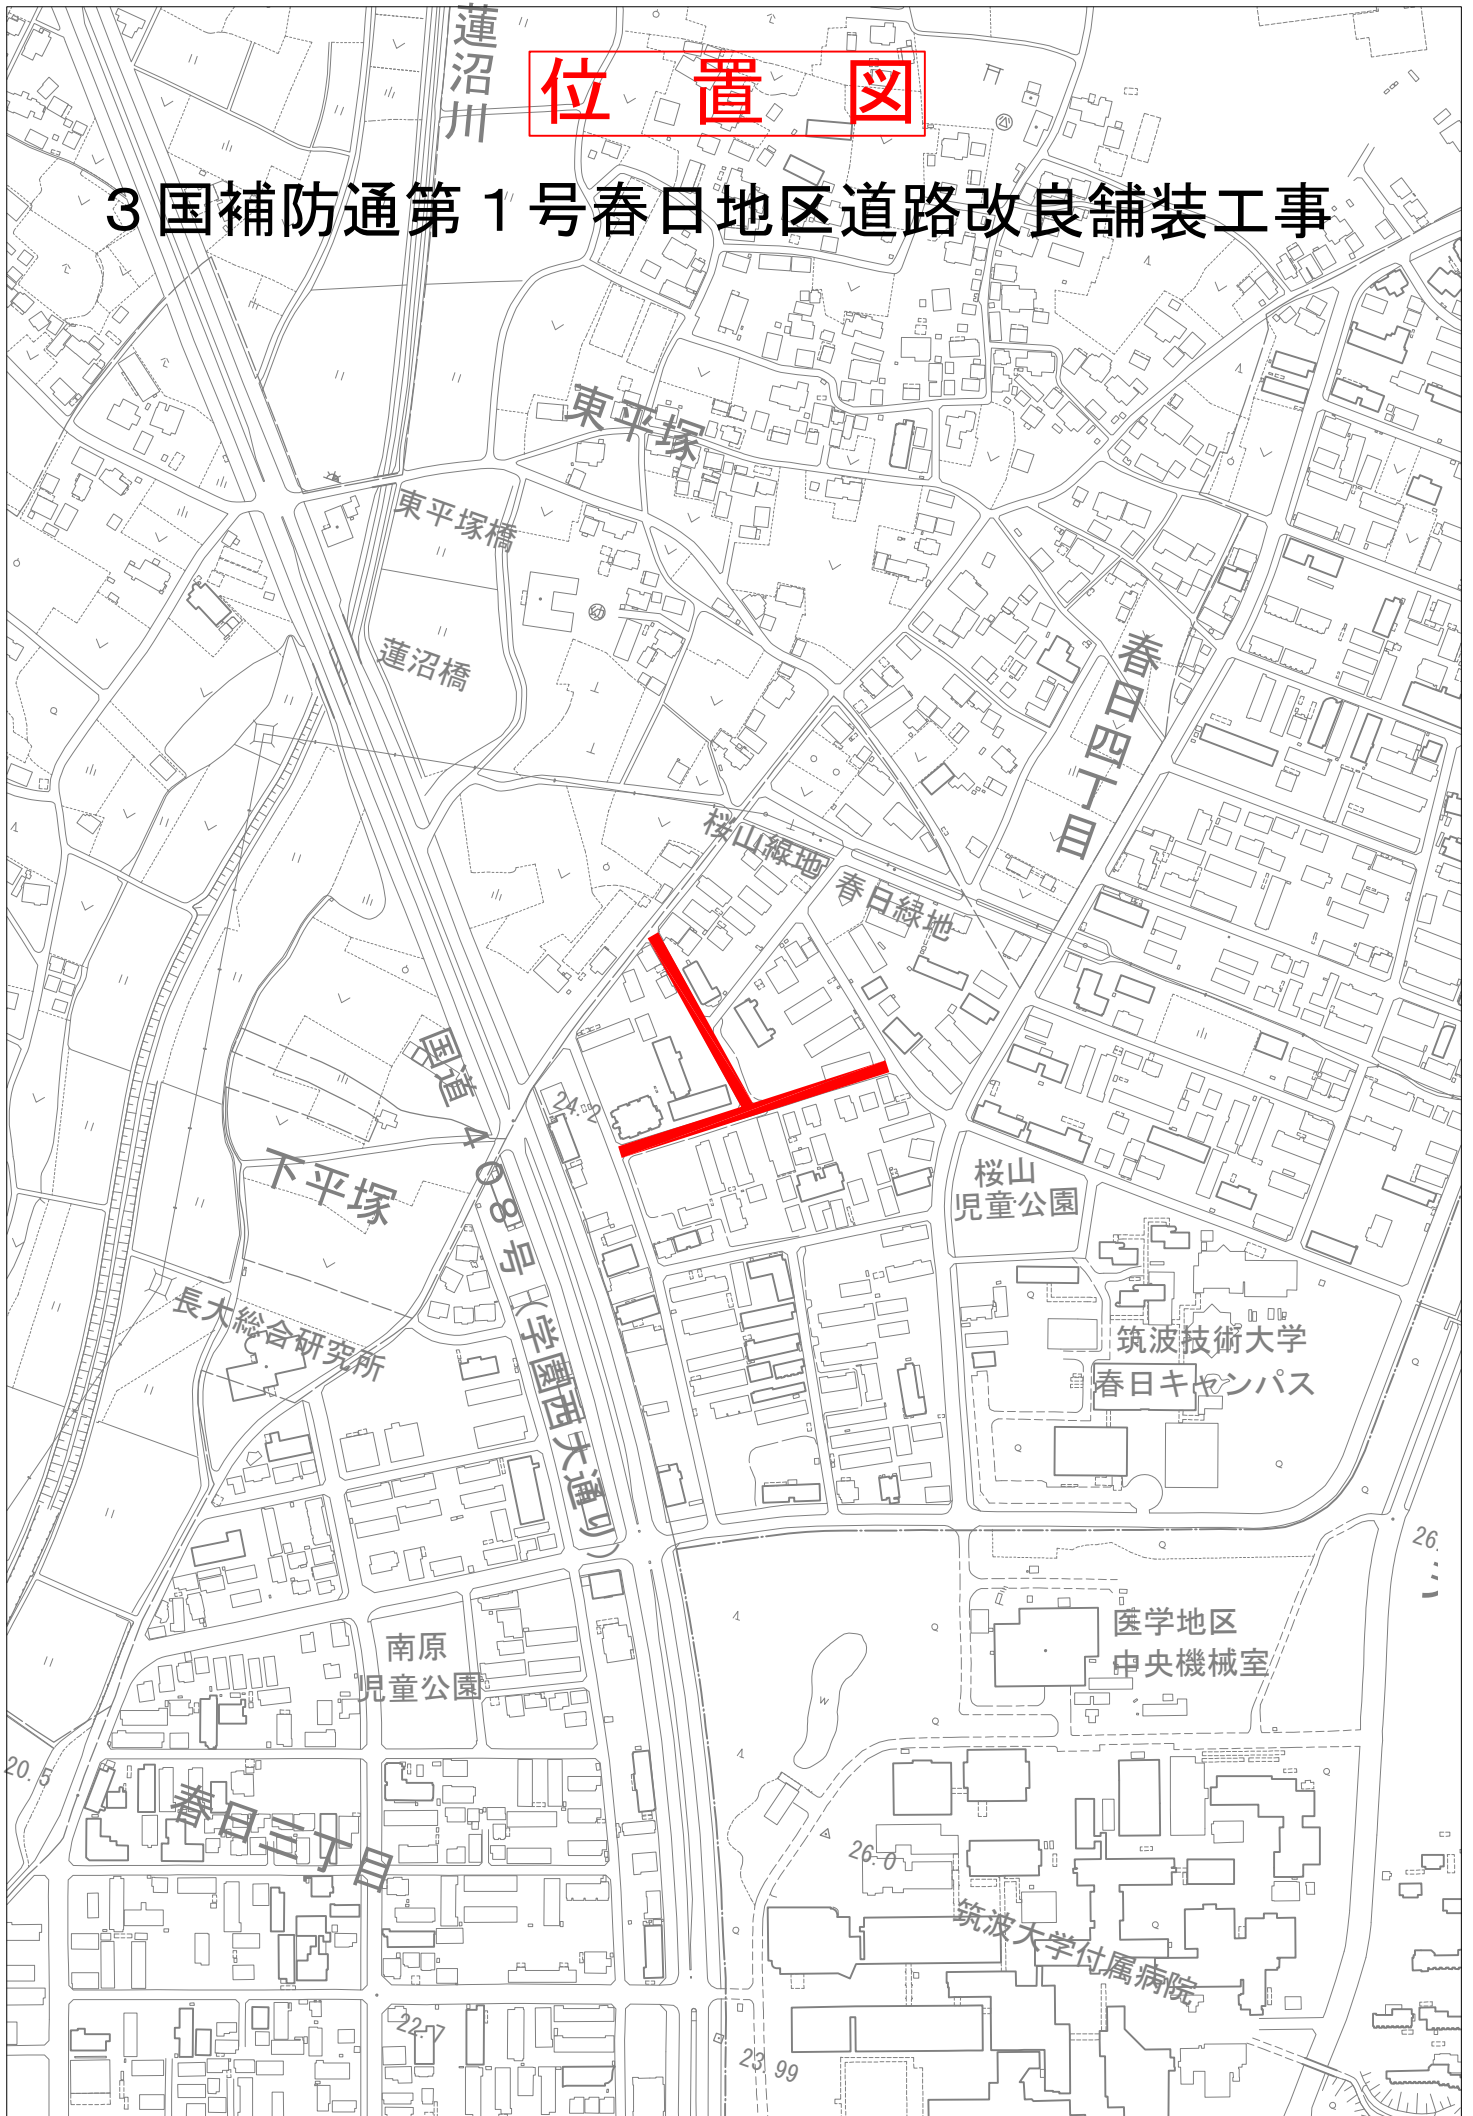 蓮沼川
位置図
3国補防通第1号春日地区道路改良舗装工事
東平塚
東平塚橋
幼
蓮沼橋
春日四丁目
桜山緑地
春日緑地
国道408号(学園西大通り)
24.2
下平塚
桜山
児童公園
長大総合研究所
筑波技術大学
春日キャンパス
26.
南原
児童公園
医学地区
中央機械室
W
20.5
春日三丁目
26.0
筑波大学付属病院
22.7
23.99